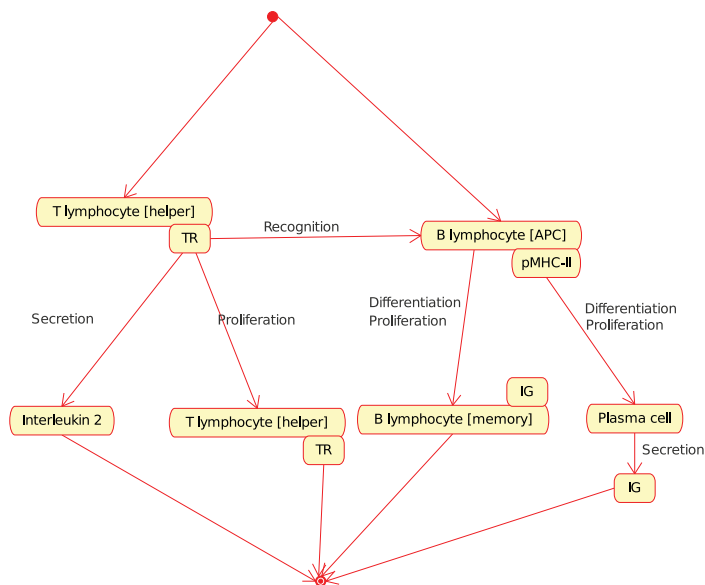 T lymphocyte [helper]
TR
Recognition
B lymphocyte [APC]
pMHC-II
Secretion
Proliferation
Differentiation
Proliferation
Differentiation
Proliferation
Interleukin 2
T lymphocyte [helper]
TR
IG
B lymphocyte [memory]
Plasma cell
Secretion
IG